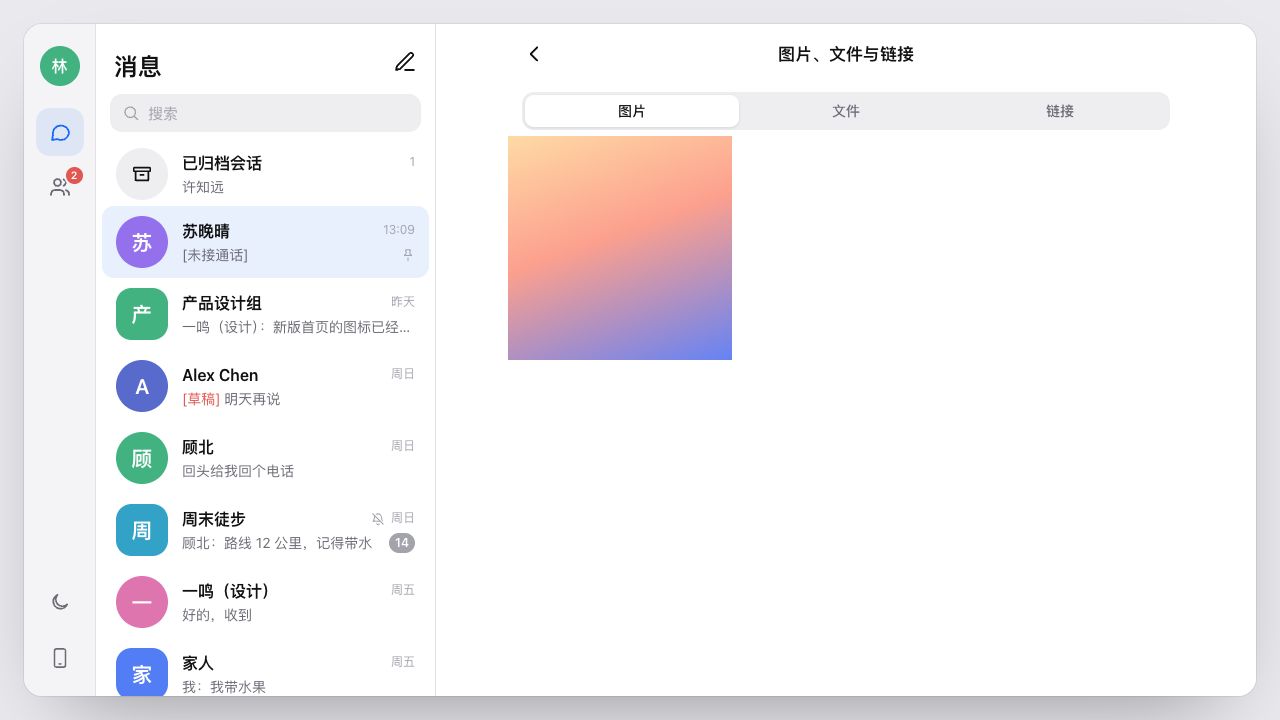 林
2
消息
搜索
已归档会话
1
许知远
苏
苏晚晴
13:09
[未接通话]
产
产品设计组
昨天
一鸣（设计）：新版首页的图标已经...
A
Alex Chen
周日
[草稿] 明天再说
顾
顾北
周日
回头给我回个电话
周
周末徒步
周日
顾北：路线 12 公里，记得带水
14
一
一鸣（设计）
周五
好的，收到
家
家人
周五
我：我带水果
图片、文件与链接
图片
文件
链接